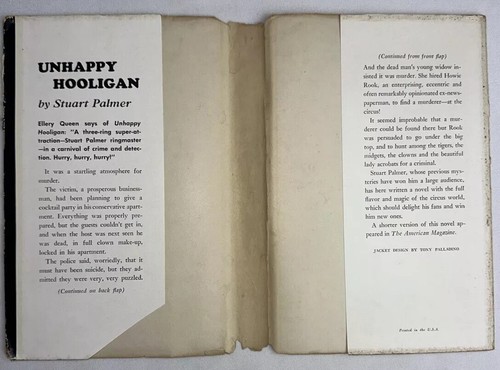 UNHAPPY
HOOLIGAN
by Stuart Palmer
Ellery Queen says of Unhappy
Hooligan: "A three-ring super-at-
traction—Stuart Palmer ringmaster
—in a carnival of crime and detec-
tion. Hurry, hurry, hurry!"
It was a startling atmosphere for
murder.
The victim, a prosperous business-
man, had been planning to give a
cocktail party in his conservative apart-
ment. Everything was properly pre-
pared, but the guests couldn't get in,
and when the host was next seen he
was dead, in full clown make-up,
locked in his apartment.
The police said, worriedly, that it
must have been suicide, but they ad-
mitted they were very, very puzzled.
(Continued on back flap)
(Continued from front flap)
And the dead man's young widow in-
sisted it was murder. She hired Howie
Rook, an enterprising, eccentric and
often remarkably opinionated ex-news-
paperman, to find a murderer—at the
circus!
It seemed improbable that a mur-
derer could be found there but Rook
was persuaded to go under the big
top, and to hunt among the tigers, the
midgets, the clowns and the beautiful
lady acrobats for a criminal.
Stuart Palmer, whose previous mys-
teries have won him a large audience,
has here written a novel with the full
flavor and magic of the circus world,
which should delight his fans and win
him new ones.
A shorter version of this novel ap-
peared in The American Magazine.
JACKET DESIGN BY TONY PALLADINO
Printed in the U.S.A.